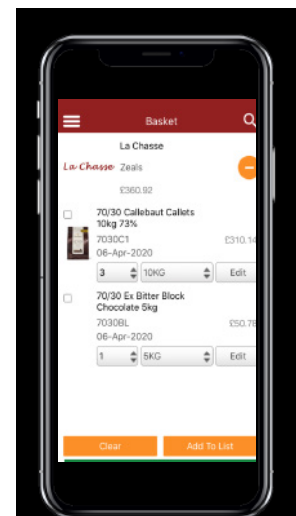 Basket
La Chasse
La Chasse Zeals
£360.92
70/30 Callebaut Callets
10kg 73%
7030C1 £310.14
06-Apr-2020
3 10KG Edit
70/30 Ex Bitter Block
Chocolate 5kg
7030BL £50.78
06-Apr-2020
1 5KG Edit
Clear Add To List